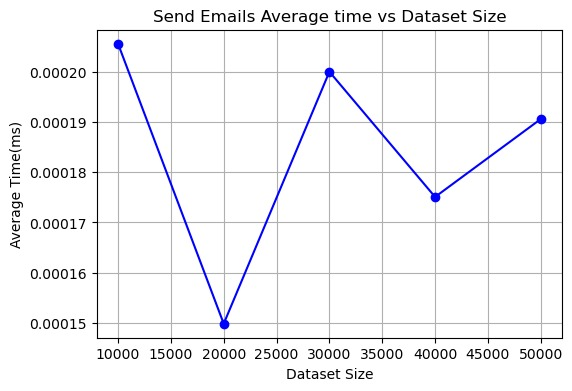 Send Emails Average time vs Dataset Size
Average Time(ms)
0.00020
0.00019
0.00018
0.00017
0.00016
0.00015
10000 15000 20000 25000 30000 35000 40000 45000 50000
Dataset Size